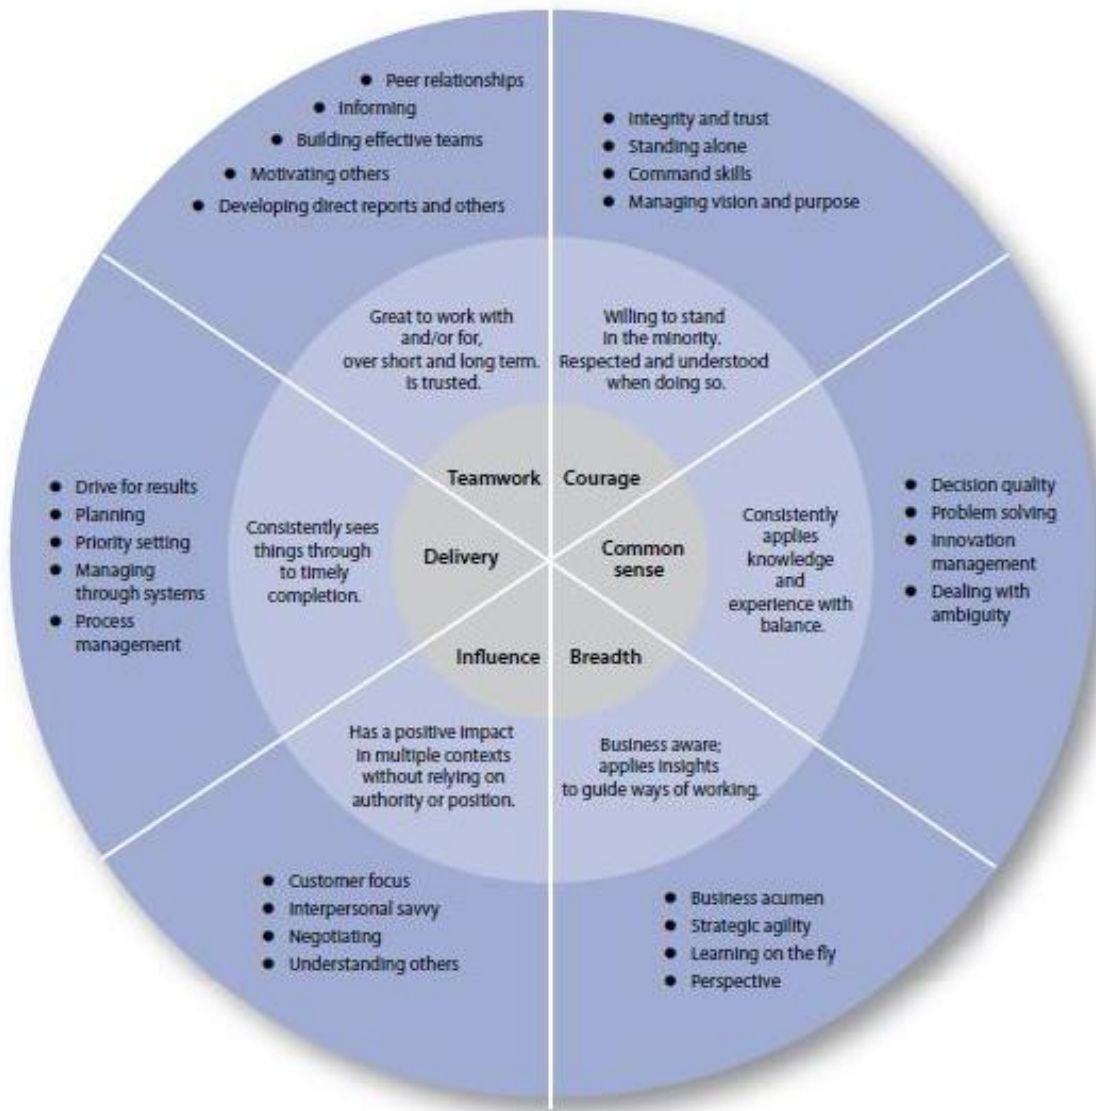 ● Peer relationships
● Informing
● Building effective teams
● Motivating others
● Developing direct reports and others
● Integrity and trust
● Standing alone
● Command skills
● Managing vision and purpose
Great to work with
and/or for,
over short and long term.
Is trusted.
Willing to stand
in the minority.
Respected and understood
when doing so.
Teamwork
Courage
● Drive for results
● Planning
● Priority setting
● Managing
through systems
● Process
management
Consistently sees
things through
to timely
completion.
Delivery
Common
sense
Consistently
applies
knowledge
and
experience with
balance.
● Decision quality
● Problem solving
● Innovation
management
● Dealing with
ambiguity
Influence
Breadth
Has a positive impact
in multiple contexts
without relying on
authority or position.
Business aware;
applies insights
to guide ways of working.
● Customer focus
● Interpersonal savvy
● Negotiating
● Understanding others
● Business acumen
● Strategic agility
● Learning on the fly
● Perspective